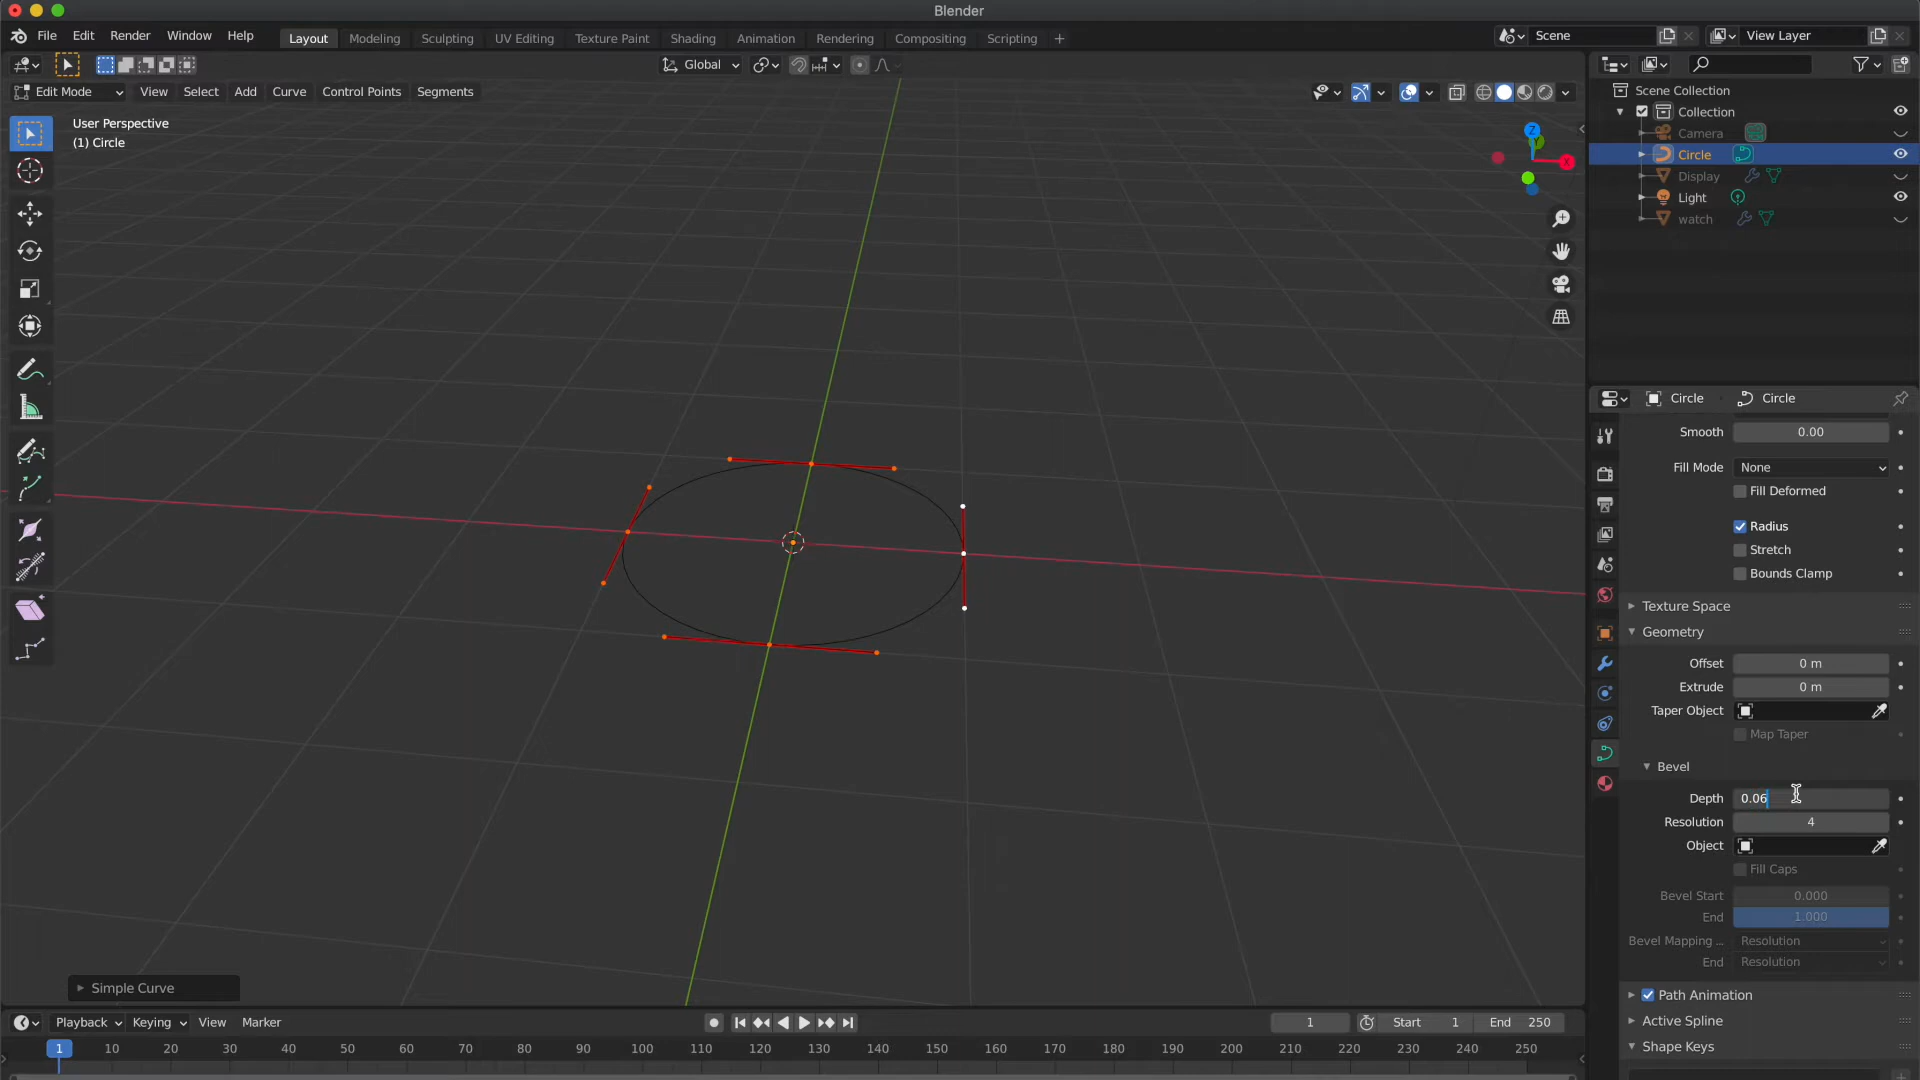 Blender
File Edit Render Window Help Layout Modeling Sculpting UV Editing Texture Paint Shading Animation Rendering Compositing Scripting + Scene View Layer
Global
Edit Mode View Select Add Curve Control Points Segments
User Perspective
(1) Circle
Z
Y
X
Simple Curve
Scene Collection
Collection
Camera
Circle
Display
Light
watch
Circle Circle
Smooth 0.00
Fill Mode None
Fill Deformed
Radius
Stretch
Bounds Clamp
Texture Space
Geometry
Offset 0 m
Extrude 0 m
Taper Object
Map Taper
Bevel
Depth 0.06
Resolution 4
Object
Fill Caps
Bevel Start 0.000
End 1.000
Bevel Mapping ... Resolution
End Resolution
Path Animation
Active Spline
Shape Keys
Playback Keying View Marker 1 Start 1 End 250
1 10 20 30 40 50 60 70 80 90 100 110 120 130 140 150 160 170 180 190 200 210 220 230 240 250